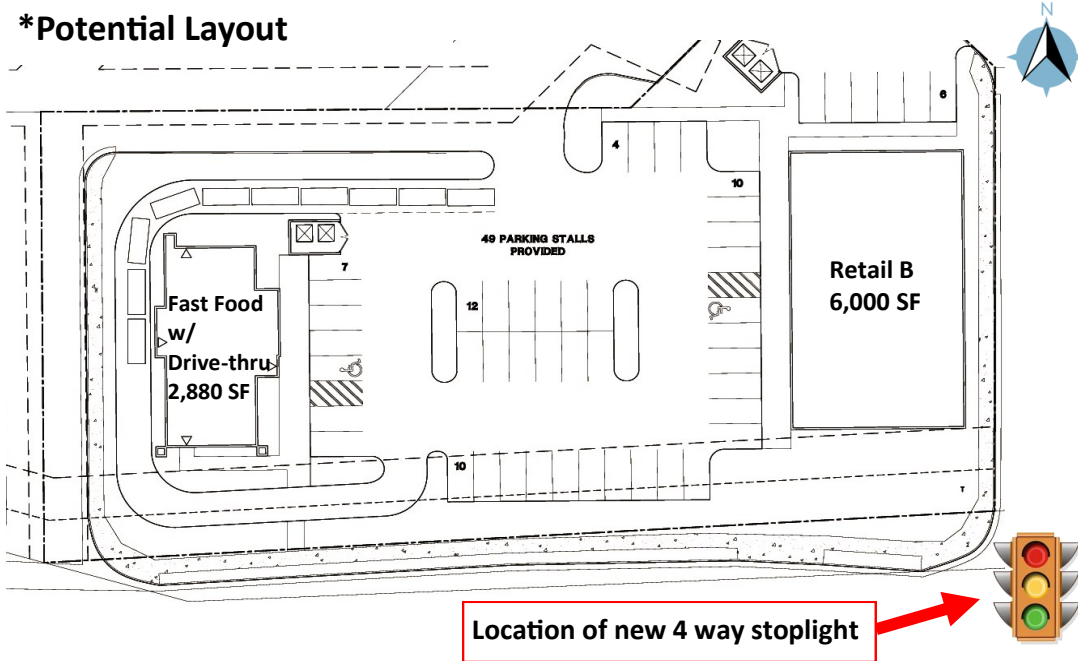 *Potential Layout
N
6
4
10
49 PARKING STALLS
PROVIDED
7
12
Fast Food
w/
Drive-thru
2,880 SF
Retail B
6,000 SF
10
T
Location of new 4 way stoplight